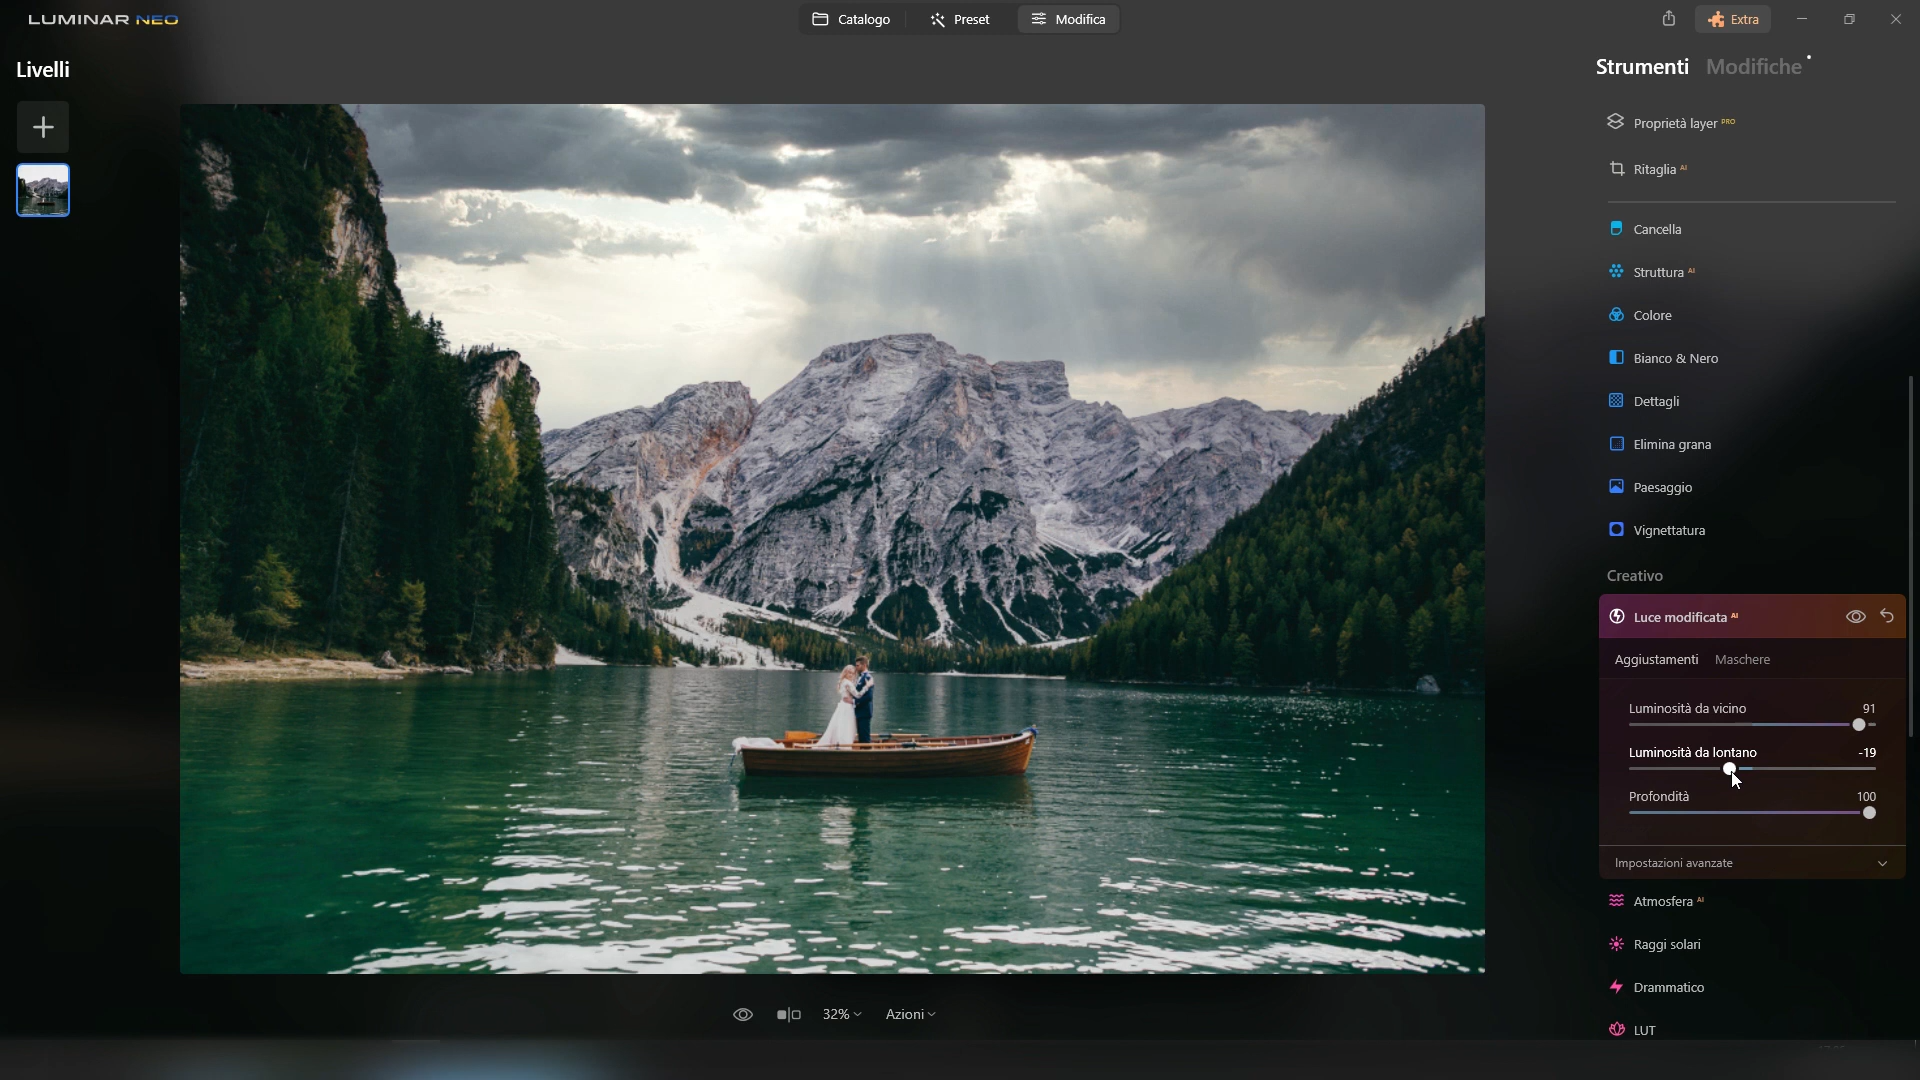 LUMINAR NEO
Catalogo
Preset
Modifica
Extra
Livelli
Strumenti
Modifiche
Proprietà layer PRO
Ritaglia AI
Cancella
Struttura AI
Colore
Bianco & Nero
Dettagli
Elimina grana
Paesaggio
Vignettatura
Creativo
Luce modificata AI
Aggiustamenti
Maschere
Luminosità da vicino 91
Luminosità da lontano -19
Profondità 100
Impostazioni avanzate
Atmosfera AI
Raggi solari
Drammatico
LUT
32%
Azioni